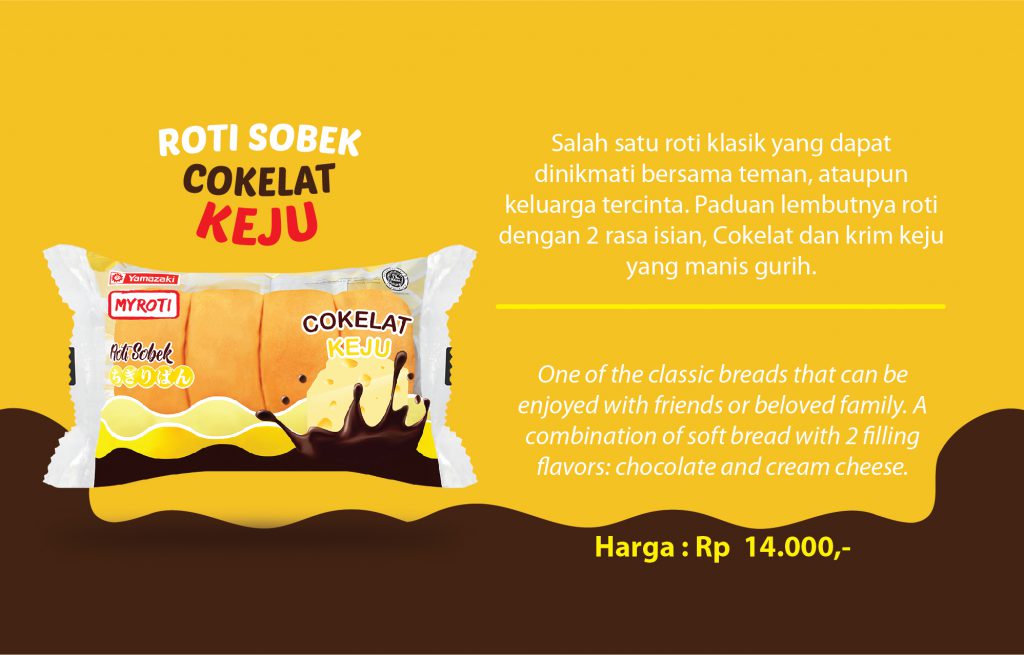 ROTI SOBEK
COKELAT
KEJU
Yamazaki
MYROTI
Roti Sobek
ちぎりぱん
COKELAT
KEJU
Salah satu roti klasik yang dapat
dinikmati bersama teman, ataupun
keluarga tercinta. Paduan lembutnya roti
dengan 2 rasa isian, Cokelat dan krim keju
yang manis gurih.
One of the classic breads that can be
enjoyed with friends or beloved family. A
combination of soft bread with 2 filling
flavors: chocolate and cream cheese.
Harga : Rp 14.000,-